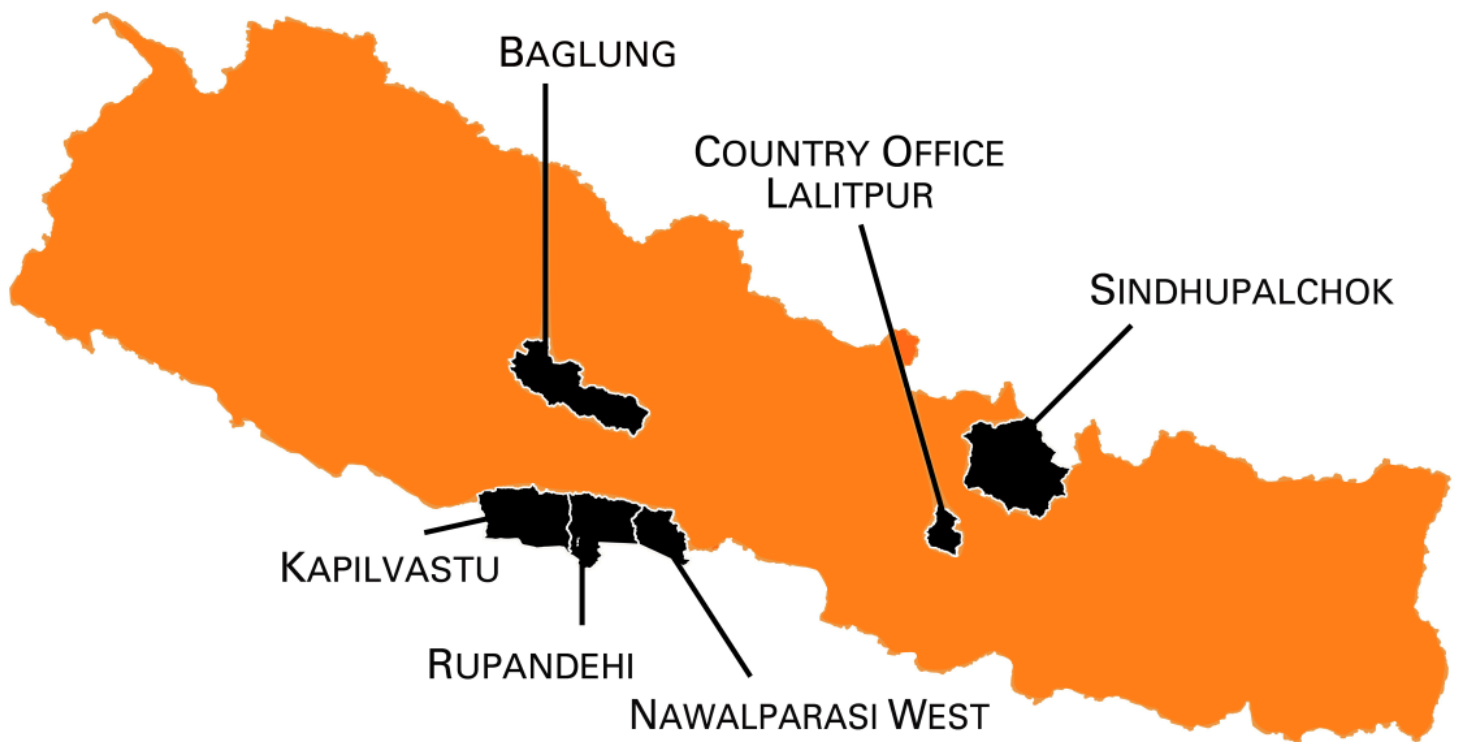 BAGLUNG
COUNTRY OFFICE
LALITPUR
SINDHUPALCHOK
KAPILVASTU
RUPANDEHI
NAWALPARASI WEST